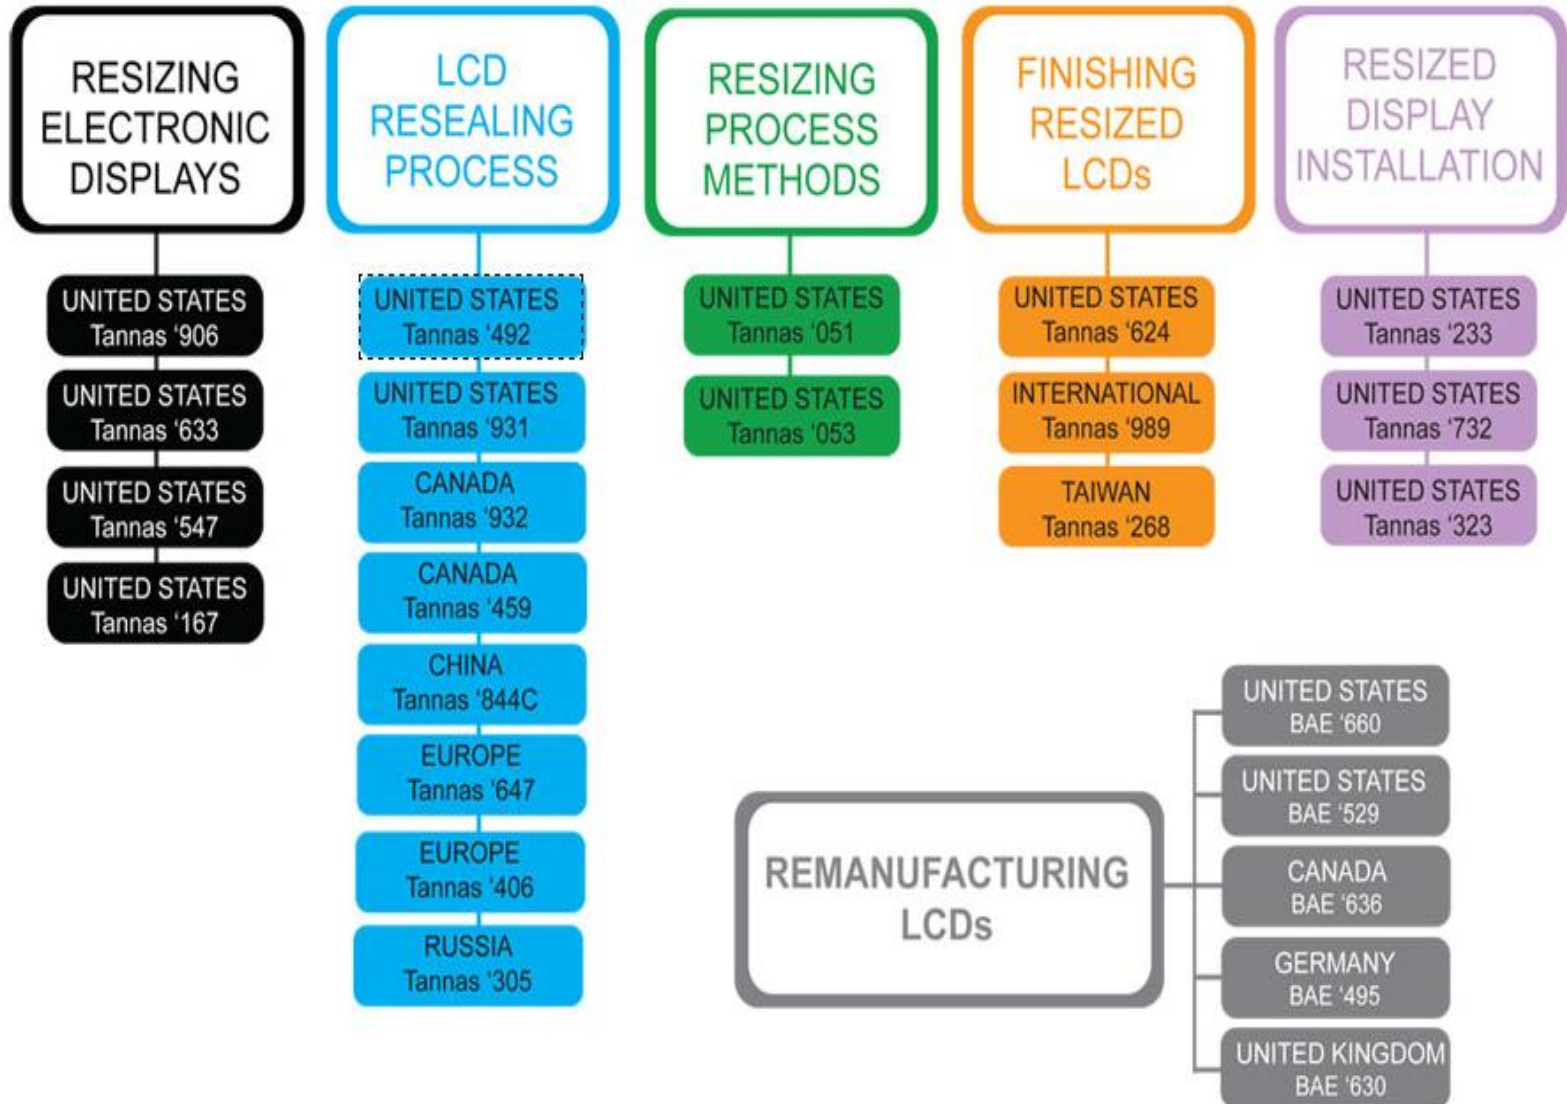 RESIZING
ELECTRONIC
DISPLAYS
UNITED STATES
Tannas ‘906
UNITED STATES
Tannas ‘633
UNITED STATES
Tannas ‘547
UNITED STATES
Tannas ‘167
LCD
RESEALING
PROCESS
UNITED STATES
Tannas ‘492
UNITED STATES
Tannas ‘931
CANADA
Tannas ‘932
CANADA
Tannas ‘459
CHINA
Tannas ‘844C
EUROPE
Tannas ‘647
EUROPE
Tannas ‘406
RUSSIA
Tannas ‘305
RESIZING
PROCESS
METHODS
UNITED STATES
Tannas ‘051
UNITED STATES
Tannas ‘053
FINISHING
RESIZED
LCDs
UNITED STATES
Tannas ‘624
INTERNATIONAL
Tannas ‘989
TAIWAN
Tannas ‘268
RESIZED
DISPLAY
INSTALLATION
UNITED STATES
Tannas ‘233
UNITED STATES
Tannas ‘732
UNITED STATES
Tannas ‘323
REMANUFACTURING
LCDs
UNITED STATES
BAE ‘660
UNITED STATES
BAE ‘529
CANADA
BAE ‘636
GERMANY
BAE ‘495
UNITED KINGDOM
BAE ‘630